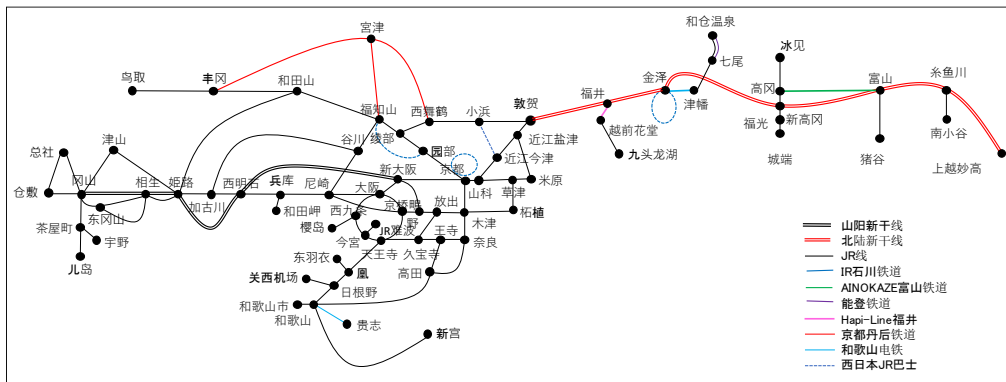 宮津
和仓温泉
鸟取
丰冈
和田山
七尾
冰见
福知山
西舞鹤
小浜
敦贺
福井
金泽
津幡
高冈
富山
糸鱼川
新高冈
福光
越前花堂
九头龙湖
城端
猪谷
南小谷
上越妙高
总社
津山
谷川
绫部
园部
京都
近江盐津
近江今津
新大阪
山科
米原
草津
柘植
仓敷
冈山
相生
姫路
西明石
兵库
尼崎
大阪
京桥
鴫野
放出
加古川
和田岬
西九条
樱岛
木津
东冈山
茶屋町
宇野
儿岛
今宫
JR难波
王寺
天王寺
久宝寺
奈良
东羽衣
凰
高田
关西机场
日根野
和歌山市
和歌山
贵志
新宫
山阳新干线
北陆新干线
JR线
IR石川铁道
AINOKAZE富山铁道
能登铁道
Hapi-Line福井
京都丹后铁道
和歌山电铁
西日本JR巴士